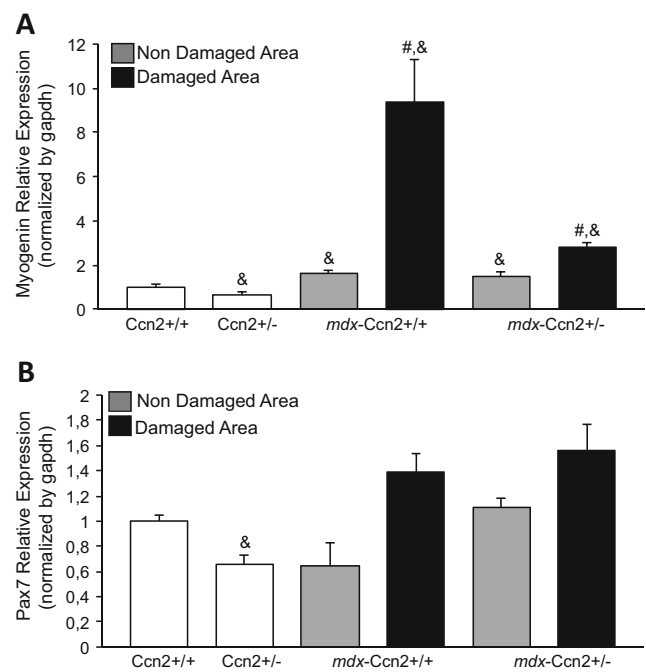 A
Myogenin Relative Expression
(normalized by gapdh)
12
10
8
6
4
2
0
Non Damaged Area
Damaged Area
&
&
#,&
&
#,&
Ccn2+/+ Ccn2+/- mdx-Ccn2+/+ mdx-Ccn2+/-
B
Pax7 Relative Expression
(normalized by gapdh)
2
1,8
1,6
1,4
1,2
1
0,8
0,6
0,4
0,2
0
Non Damaged Area
Damaged Area
&
Ccn2+/+ Ccn2+/- mdx-Ccn2+/+ mdx-Ccn2+/-